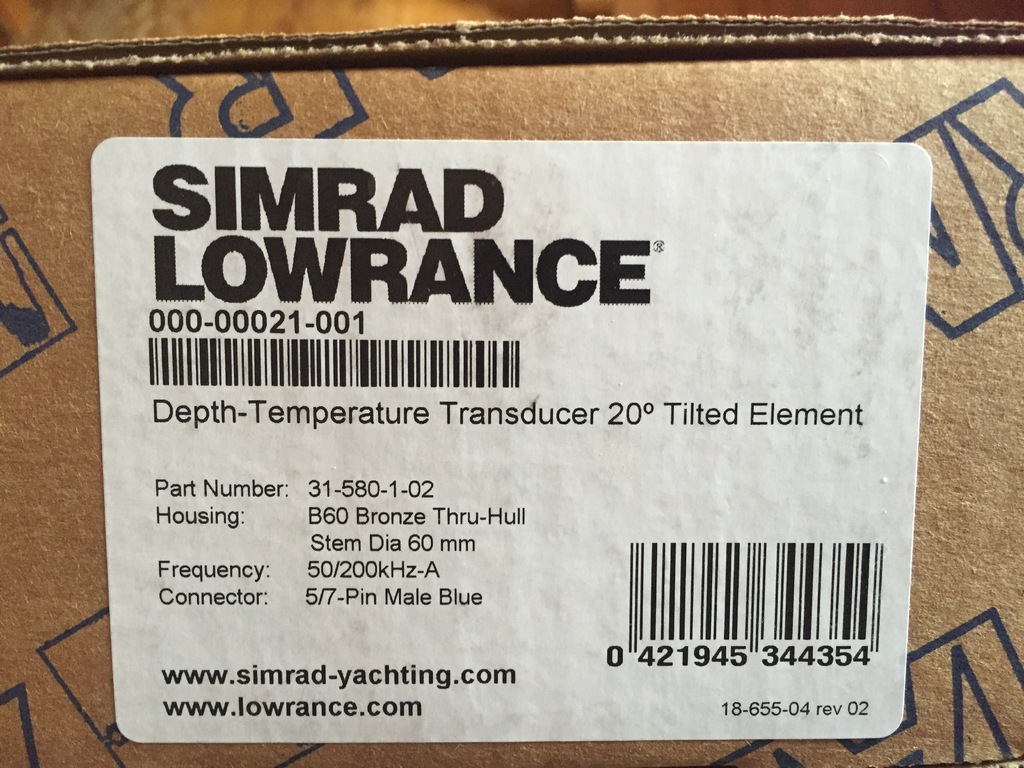 SIMRAD
LOWRANCE®
000-00021-001
Depth-Temperature Transducer 20º Tilted Element
Part Number: 31-580-1-02
Housing: B60 Bronze Thru-Hull
Stem Dia 60 mm
Frequency: 50/200kHz-A
Connector: 5/7-Pin Male Blue
0 421945 344354
www.simrad-yachting.com
www.lowrance.com
18-655-04 rev 02